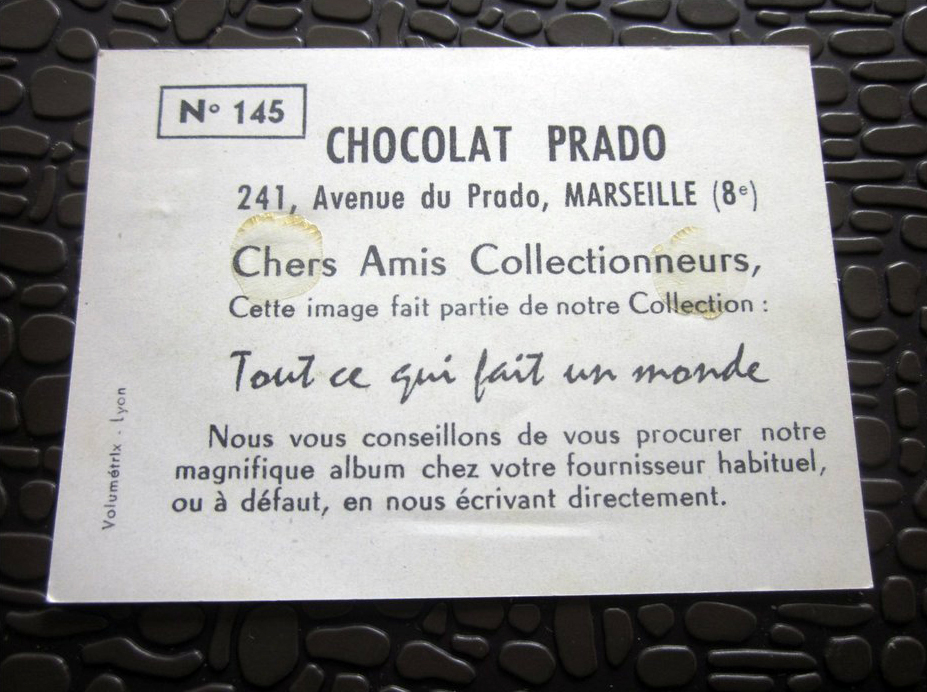 N° 145
CHOCOLAT PRADO
241, Avenue du Prado, MARSEILLE (8e)
Chers Amis Collectionneurs,
Cette image fait partie de notre Collection :
Tout ce qui fait un monde
Nous vous conseillons de vous procurer notre
magnifique album chez votre fournisseur habituel,
ou à défaut, en nous écrivant directement.
Volumétrix - Lyon